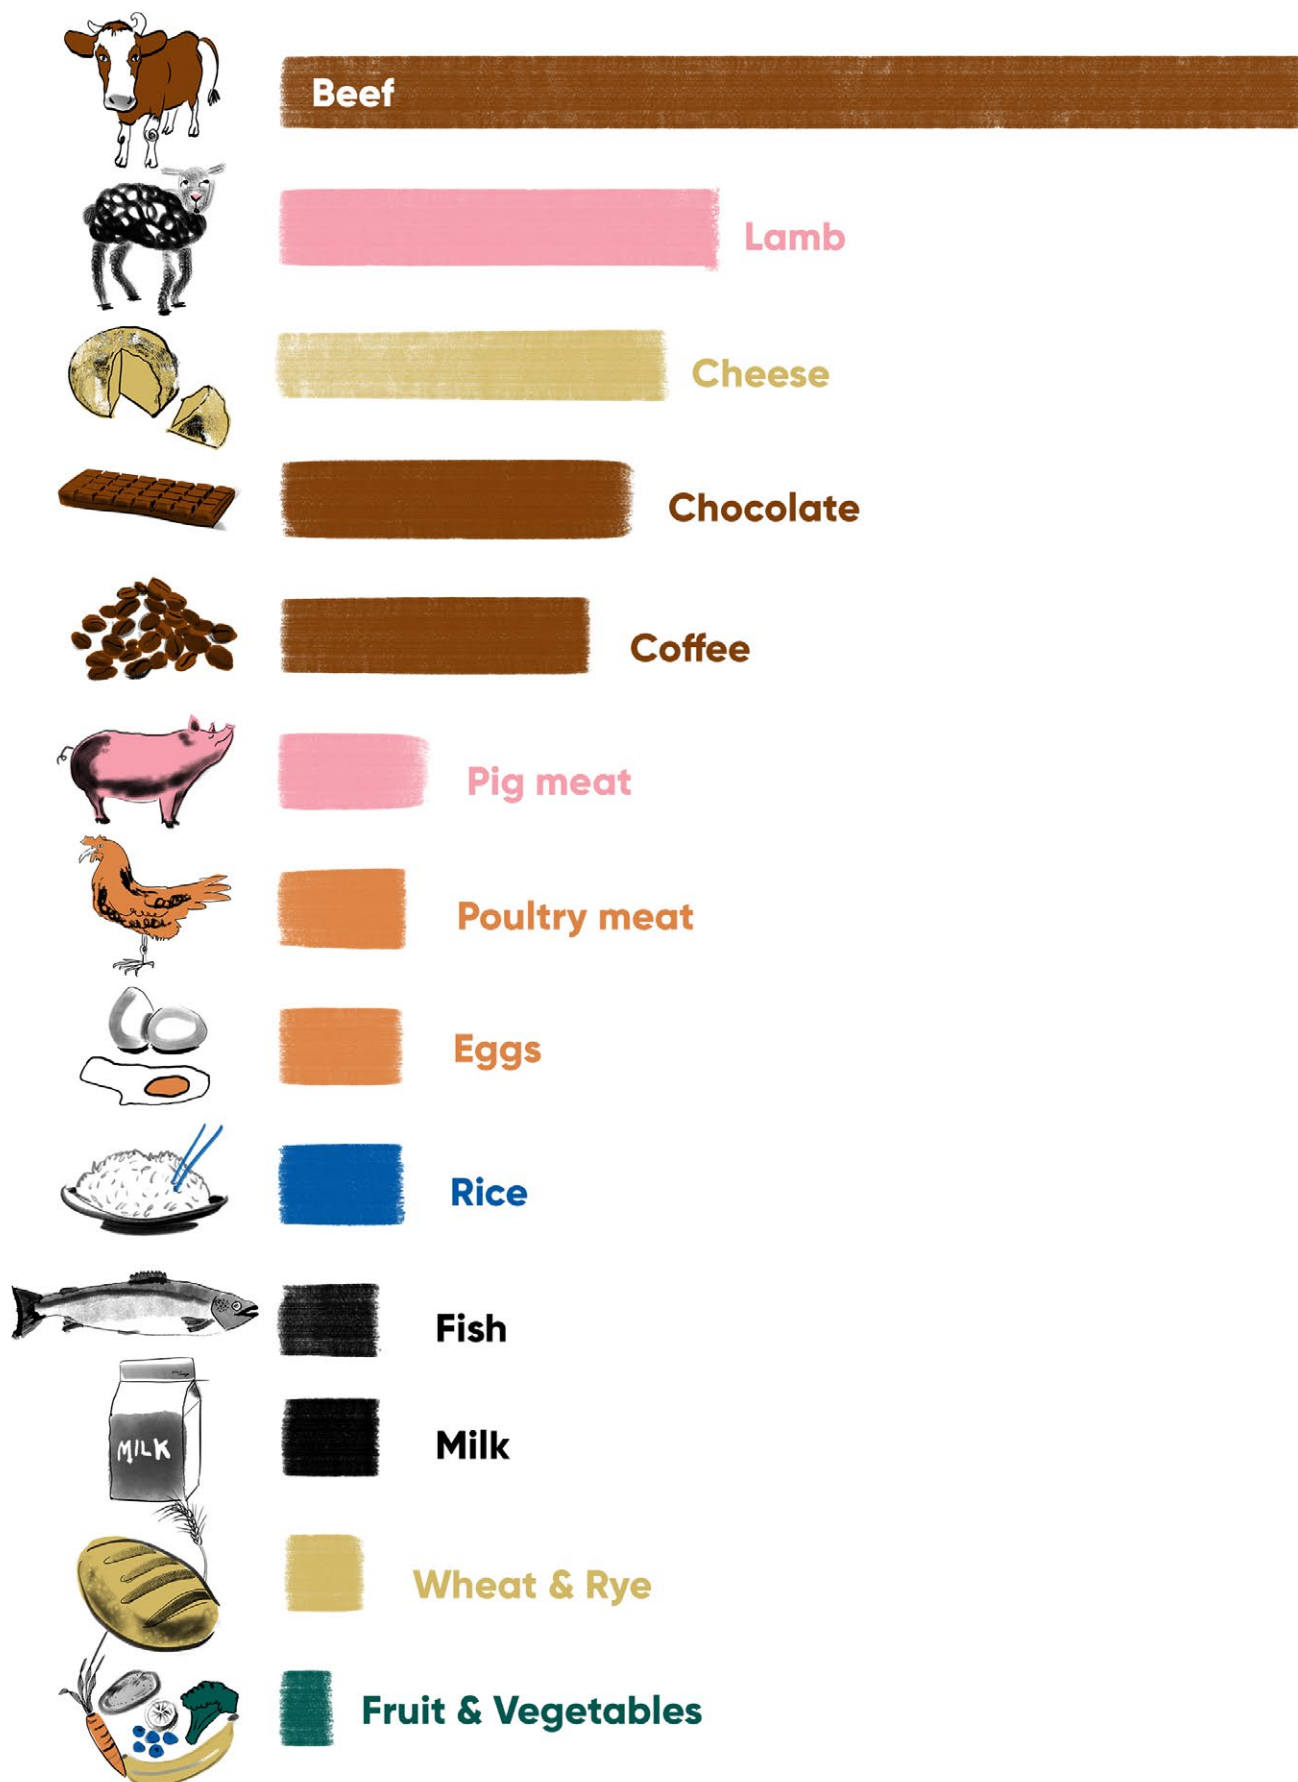 Beef
Lamb
Cheese
Chocolate
Coffee
Pig meat
Poultry meat
Eggs
Rice
Fish
MILK
Milk
Wheat & Rye
Fruit & Vegetables